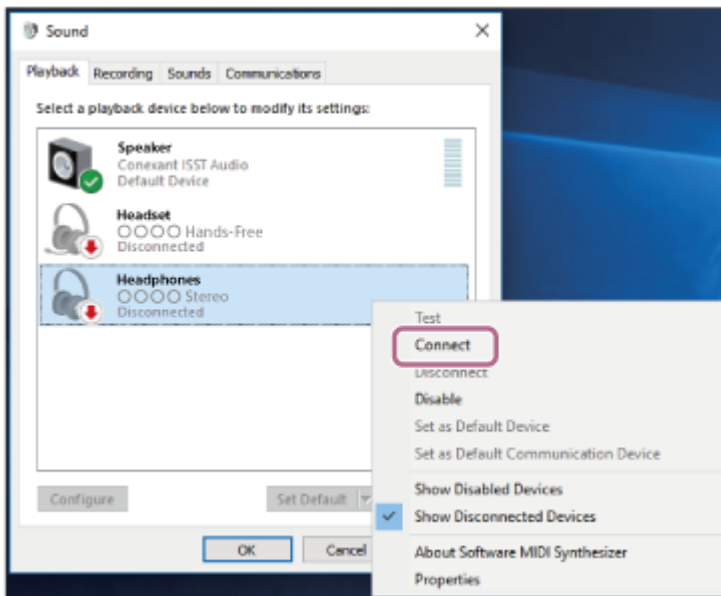 Sound
Playback Recording Sounds Communications
Select a playback device below to modify its settings:
Speaker
Conexant ISST Audio
Default Device
Headset
○○○○ Hands-Free
Disconnected
Headphones
○○○○ Stereo
Disconnected
Test
Connect
Disconnect
Disable
Set as Default Device
Set as Default Communication Device
Show Disabled Devices
Show Disconnected Devices
About Software MIDI Synthesizer
Properties
Configure
Set Default
OK
Cancel